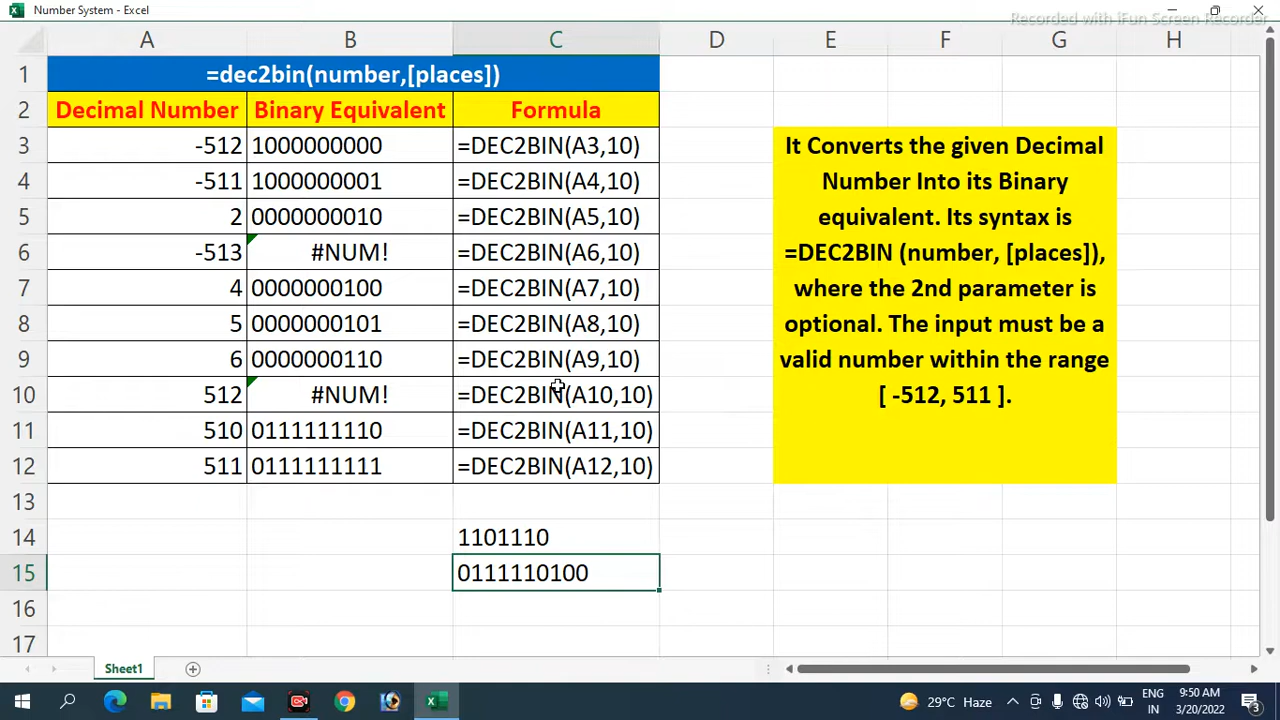 Number System - Excel
Recorded with iFun Screen Recorder
A B C D E F G H
1 =dec2bin(number,[places])
2 Decimal Number Binary Equivalent Formula
3 -512 1000000000 =DEC2BIN(A3,10)
4 -511 1000000001 =DEC2BIN(A4,10)
5 2 0000000010 =DEC2BIN(A5,10)
6 -513 #NUM! =DEC2BIN(A6,10)
7 4 0000000100 =DEC2BIN(A7,10)
8 5 0000000101 =DEC2BIN(A8,10)
9 6 0000000110 =DEC2BIN(A9,10)
10 512 #NUM! =DEC2BIN(A10,10)
11 510 0111111110 =DEC2BIN(A11,10)
12 511 0111111111 =DEC2BIN(A12,10)
13
14 1101110
15 0111110100
16
17
It Converts the given Decimal
Number Into its Binary
equivalent. Its syntax is
=DEC2BIN (number, [places]),
where the 2nd parameter is
optional. The input must be a
valid number within the range
[ -512, 511 ].
Sheet1
29°C Haze
ENG
IN
9:50 AM
3/20/2022
3